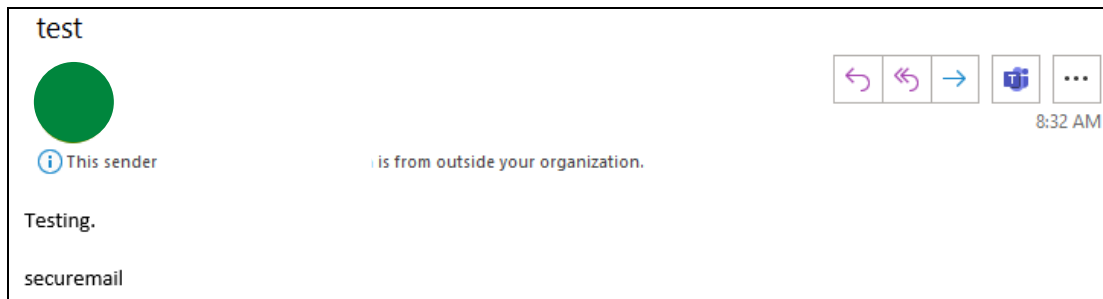 test
8:32 AM
This sender is from outside your organization.
Testing.
securemail